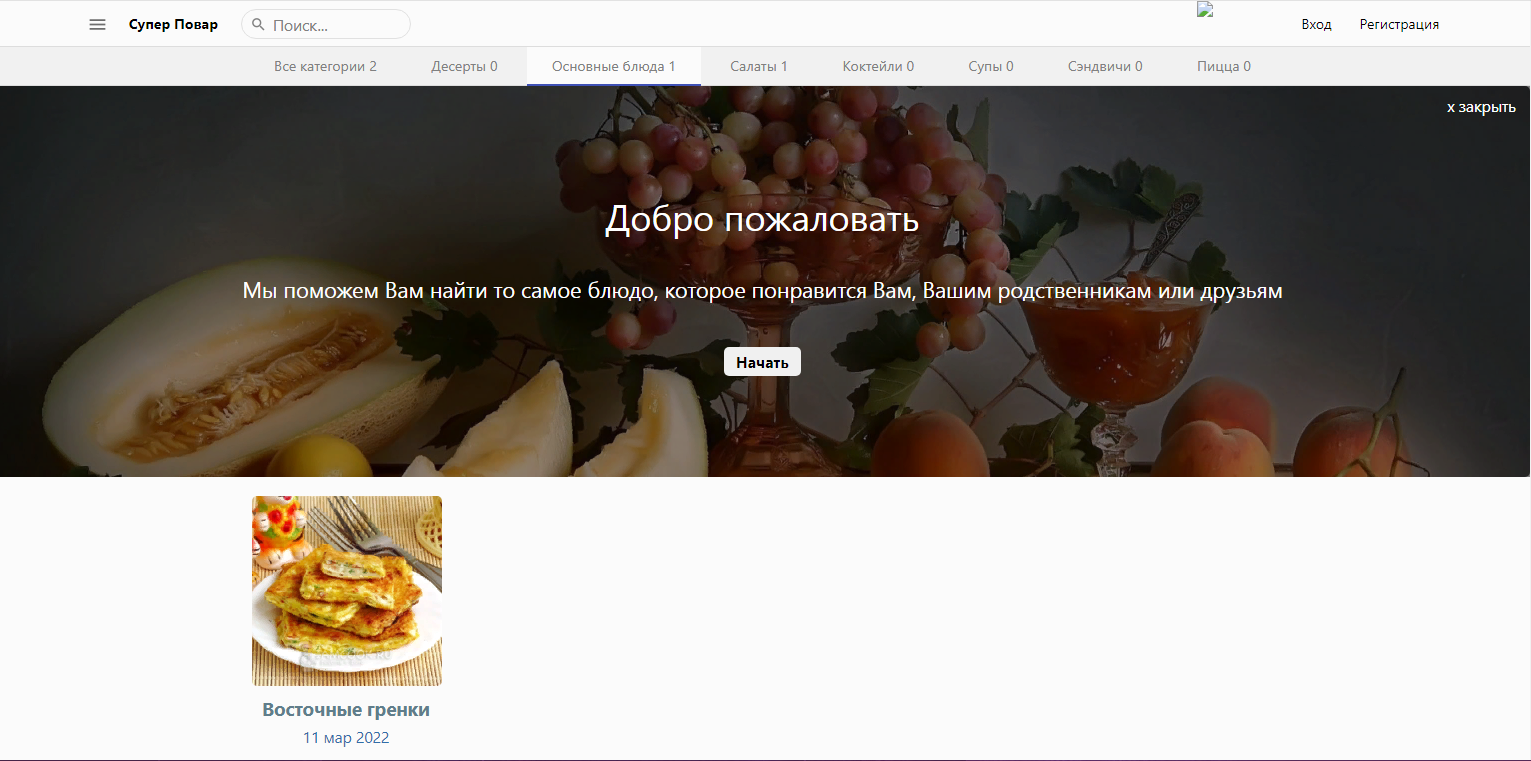 Супер Повар
Поиск...
Вход
Регистрация
Все категории 2
Десерты 0
Основные блюда 1
Салаты 1
Коктейли 0
Супы 0
Сэндвичи 0
Пицца 0
x закрыть
Добро пожаловать
Мы поможем Вам найти то самое блюдо, которое понравится Вам, Вашим родственникам или друзьям
Начать
Восточные гренки
11 мар 2022